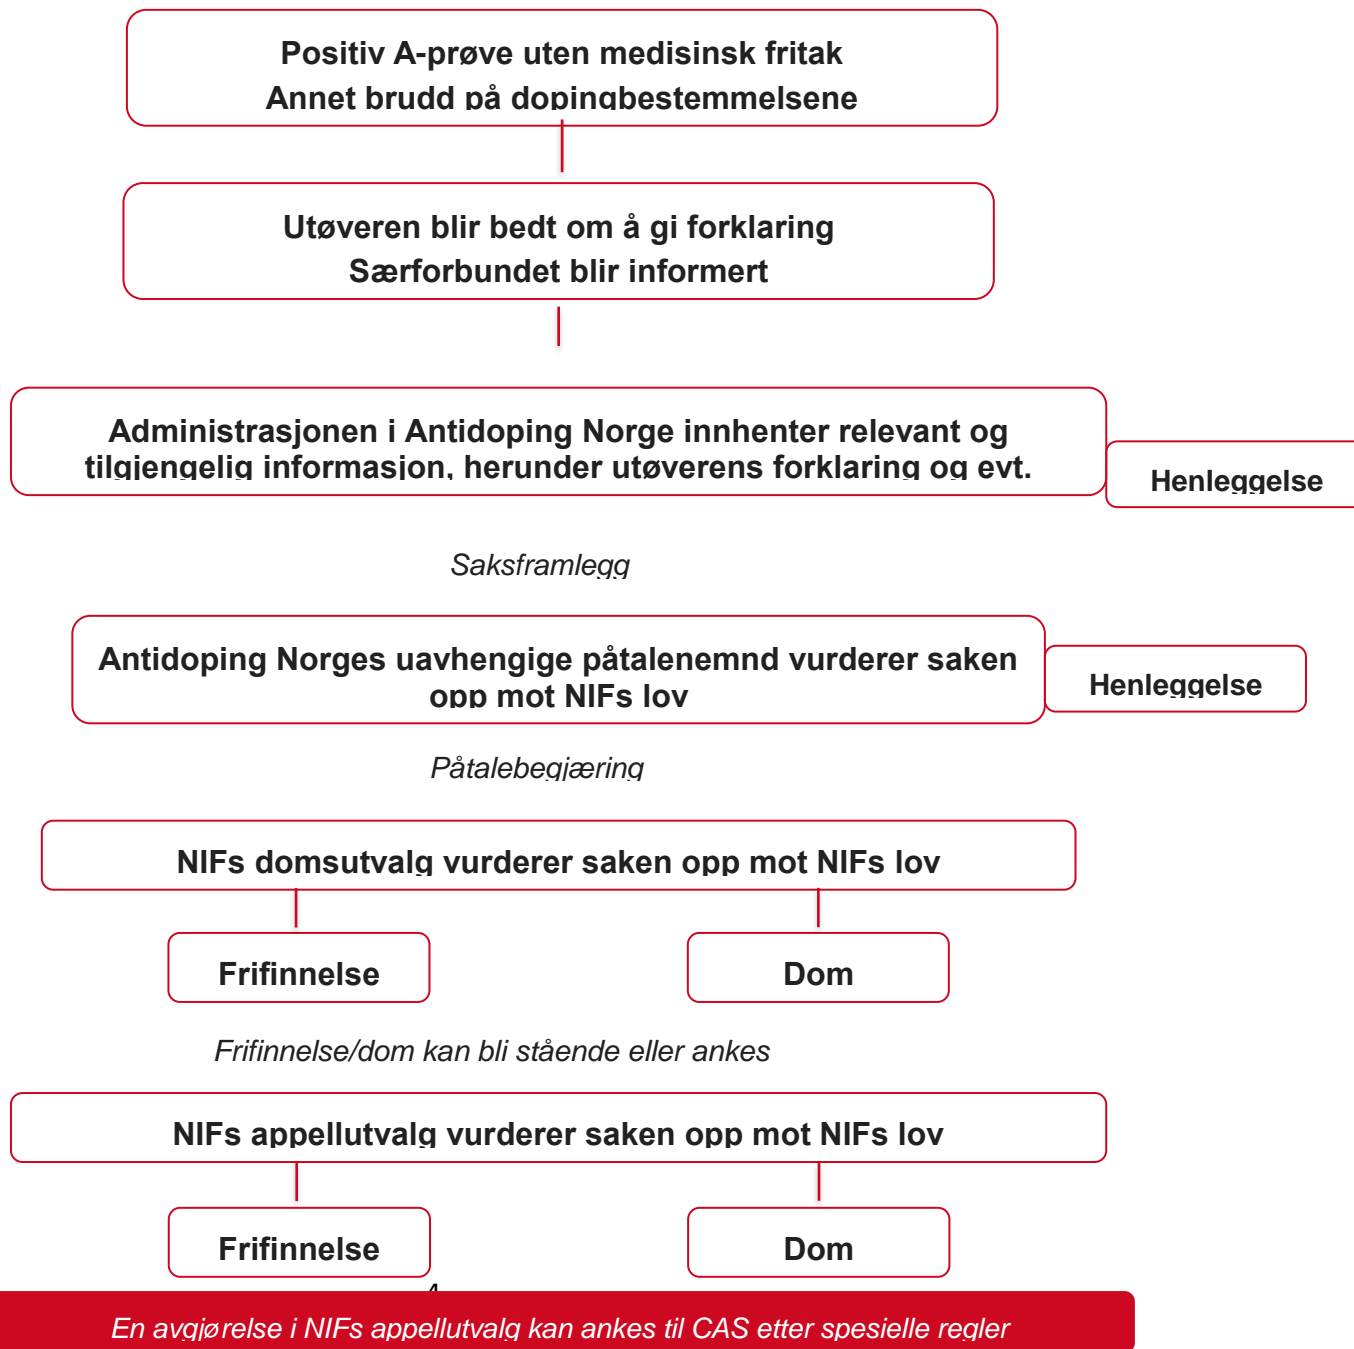 Positiv A-prøve uten medisinsk fritak
Annet brudd på dopingbestemmelsene
Utøveren blir bedt om å gi forklaring
Særforbundet blir informert
Administrasjonen i Antidoping Norge innhenter relevant og
tilgjengelig informasjon, herunder utøverens forklaring og evt.
Henleggelse
Saksframlegg
Antidoping Norges uavhengige påtalenemnd vurderer saken
opp mot NIFs lov
Henleggelse
Påtalebegjæring
NIFs domsutvalg vurderer saken opp mot NIFs lov
Frifinnelse
Dom
Frifinnelse/dom kan bli stående eller ankes
NIFs appellutvalg vurderer saken opp mot NIFs lov
Frifinnelse
Dom
En avgjørelse i NIFs appellutvalg kan ankes til CAS etter spesielle regler